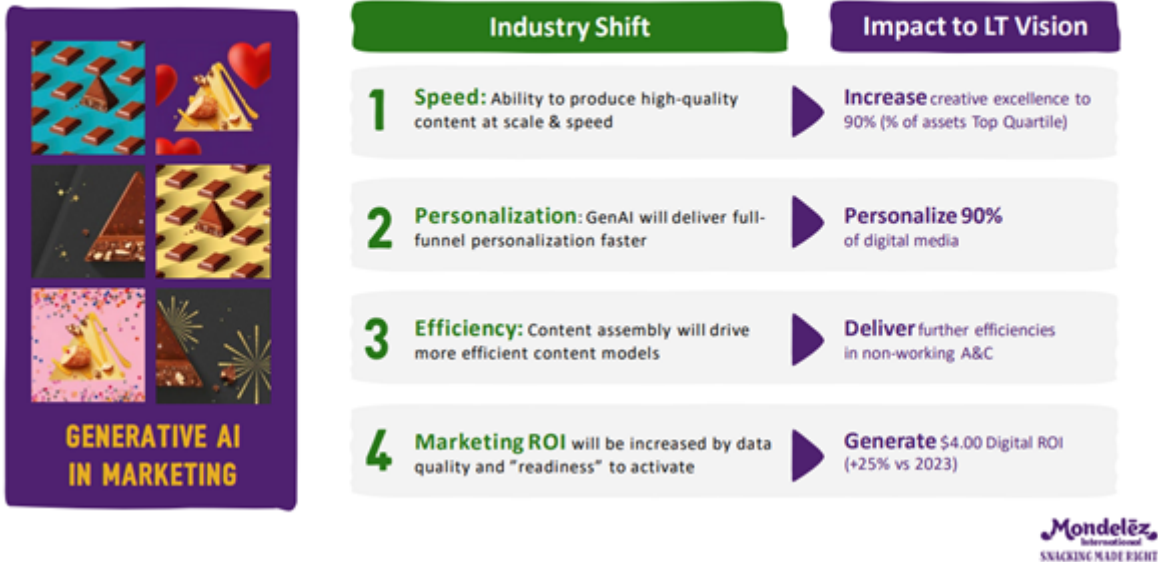 Industry Shift
Impact to LT Vision
1
Speed: Ability to produce high-quality
content at scale & speed
Increase creative excellence to
90% (% of assets Top Quartile)
2
Personalization: GenAI will deliver full-
funnel personalization faster
Personalize 90%
of digital media
3
Efficiency: Content assembly will drive
more efficient content models
Deliver further efficiencies
in non-working A&C
4
Marketing ROI will be increased by data
quality and "readiness" to activate
Generate $4.00 Digital ROI
(+25% vs 2023)
GENERATIVE AI
IN MARKETING
Mondelēz
International
SNACKING MADE RIGHT